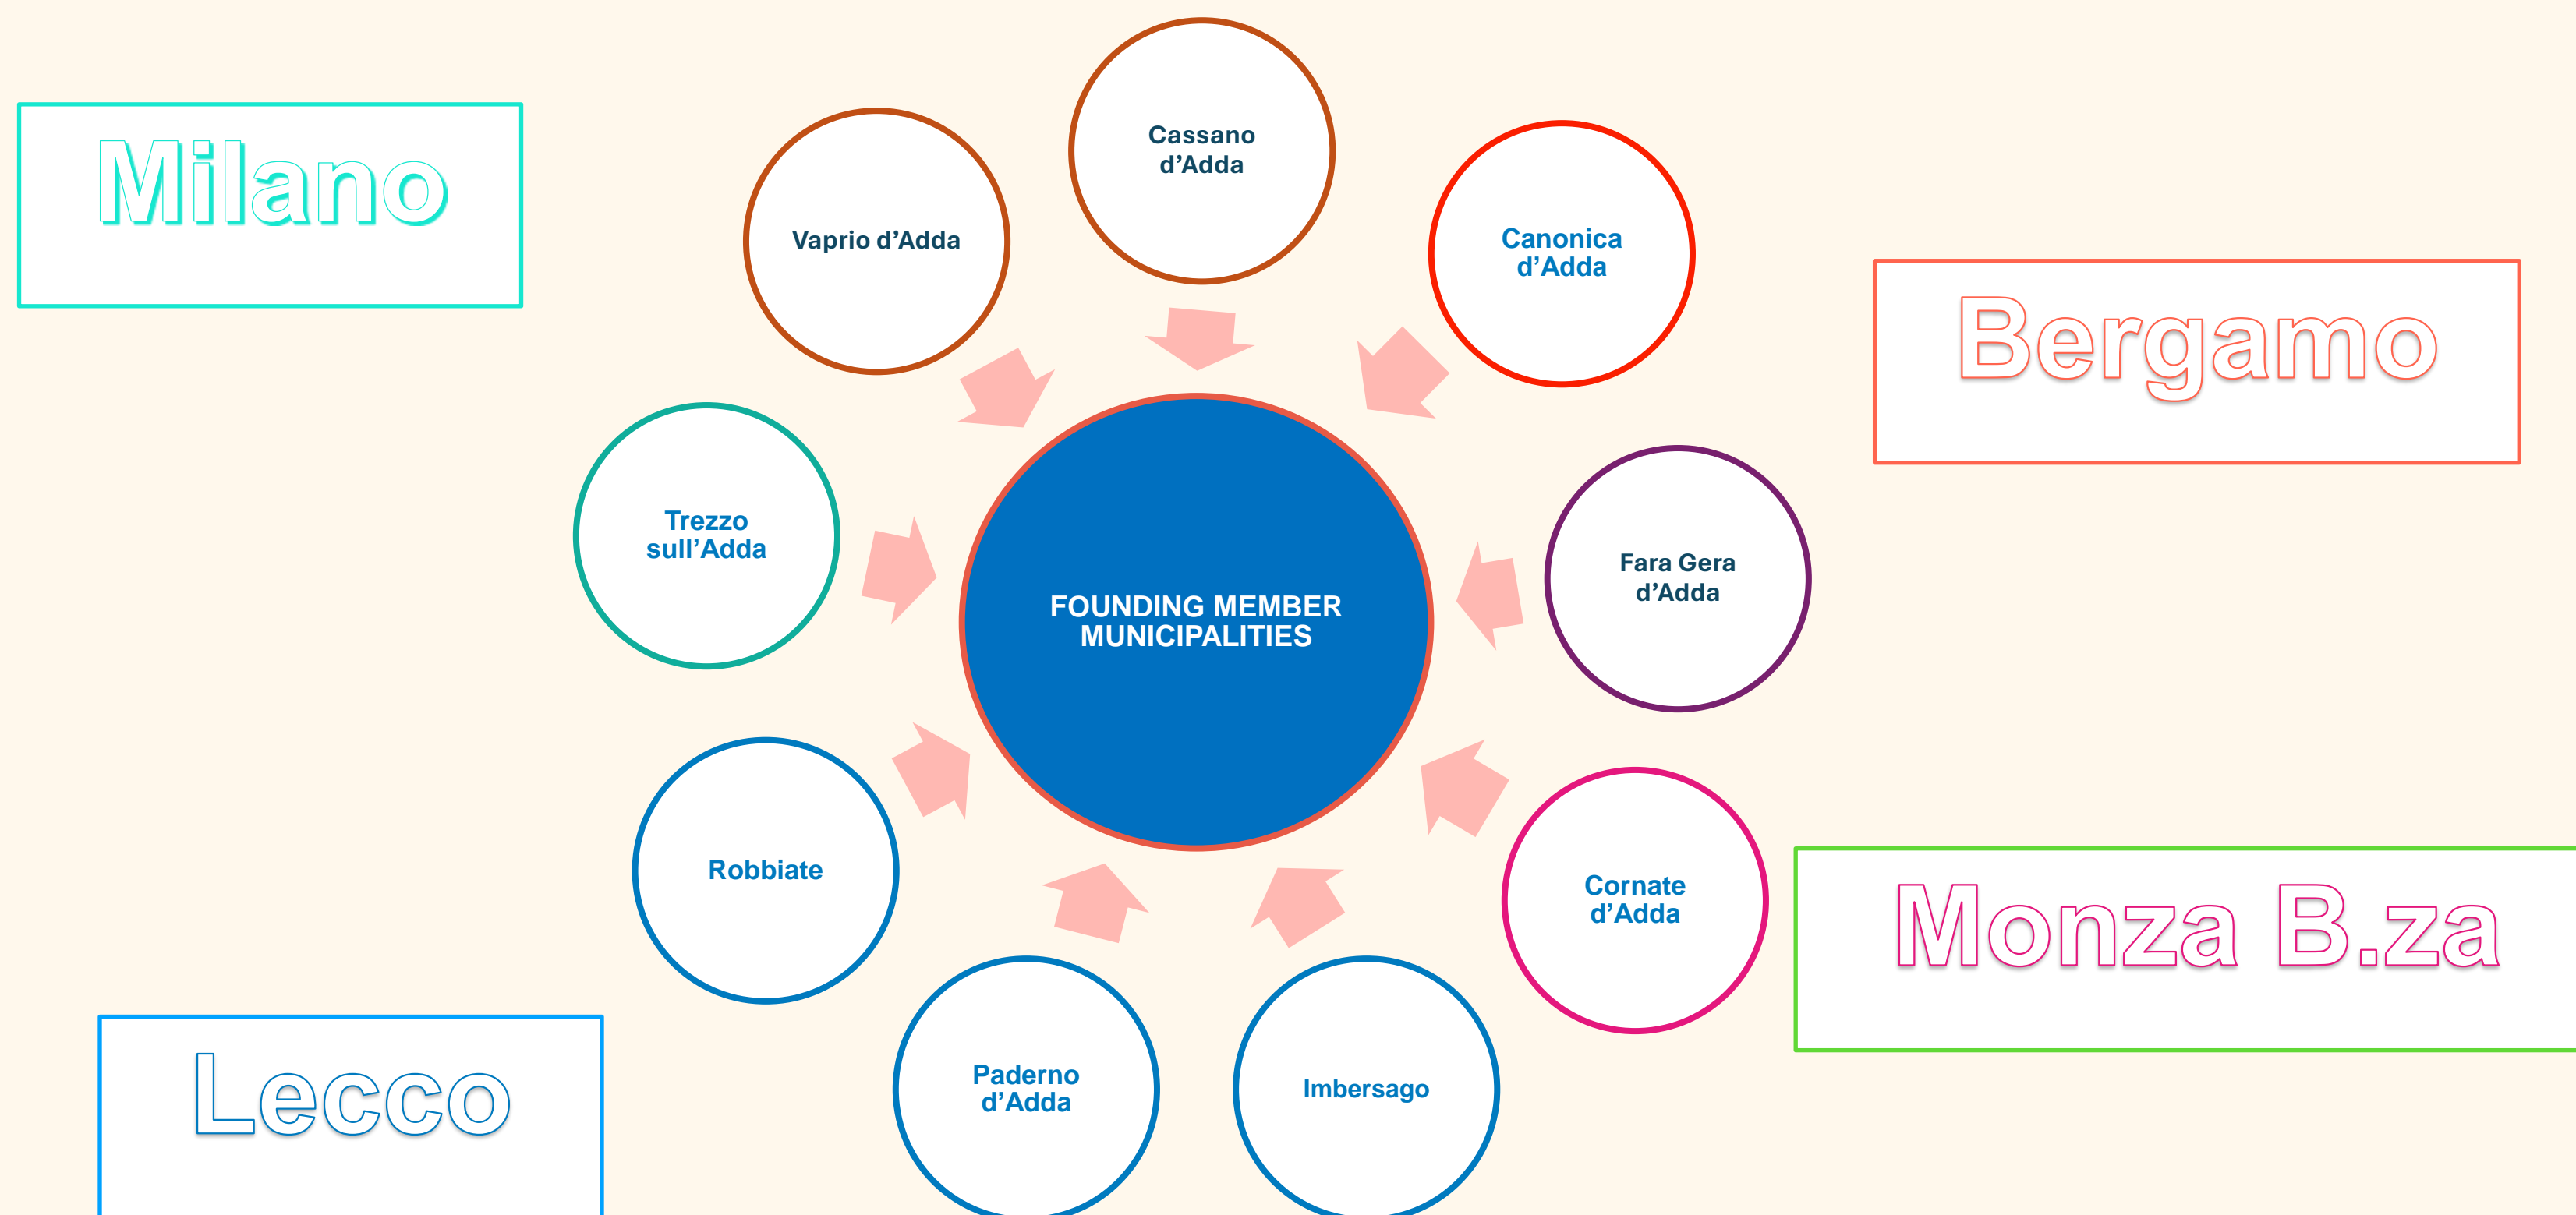 Milano
Cassano
d’Adda
Vaprio d’Adda
Canonica
d’Adda
Bergamo
Trezzo
sull’Adda
FOUNDING MEMBER
MUNICIPALITIES
Fara Gera
d’Adda
Robbiate
Cornate
d’Adda
Monza B.za
Lecco
Paderno
d’Adda
Imbersago